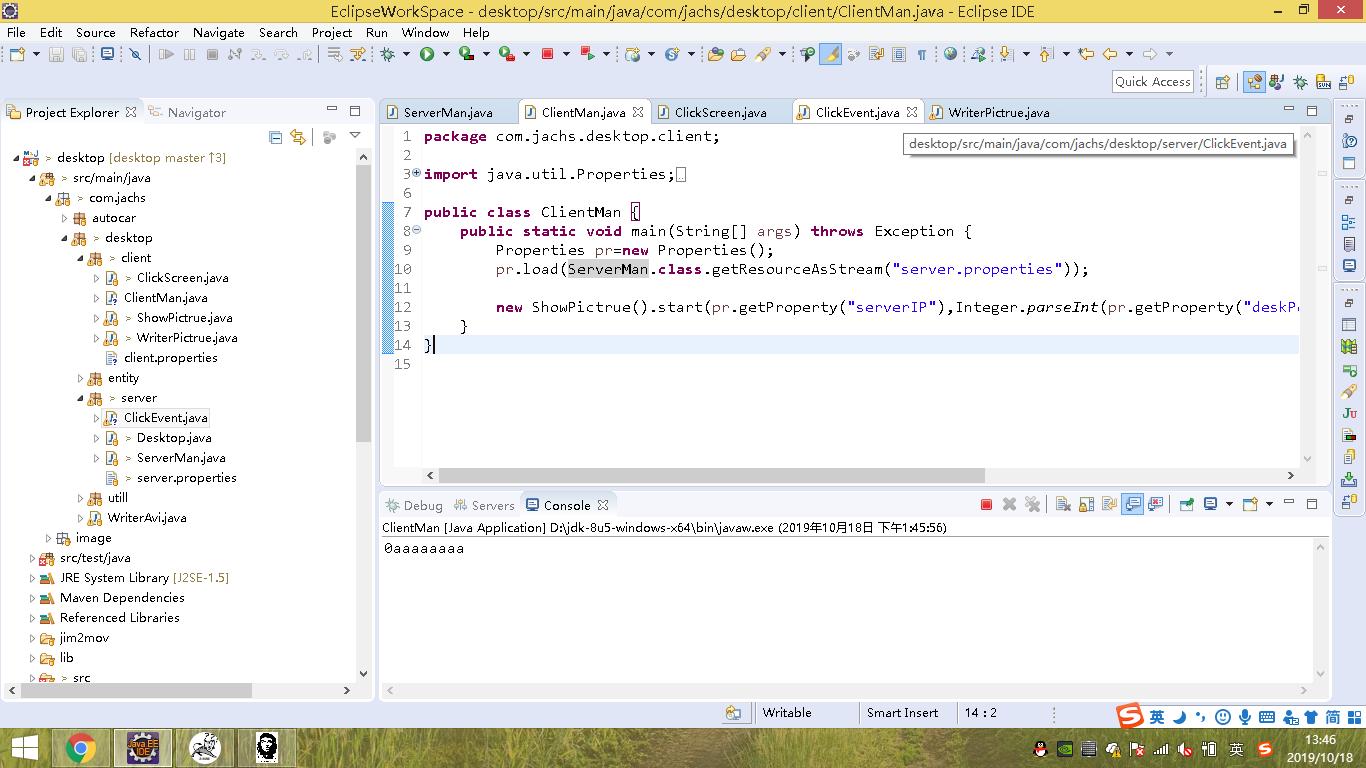 EclipseWorkSpace - desktop/src/main/java/com/jachs/desktop/client/ClientMan.java - Eclipse IDE
File Edit Source Refactor Navigate Search Project Run Window Help
Quick Access
Project Explorer Navigator
ServerMan.java ClientMan.java ClickScreen.java ClickEvent.java WriterPictrue.java
desktop/src/main/java/com/jachs/desktop/server/ClickEvent.java
> desktop [desktop master ↑3]
> src/main/java
> com.jachs
autocar
> desktop
> client
> ClickScreen.java
ClientMan.java
> ShowPictrue.java
> WriterPictrue.java
client.properties
entity
> server
ClickEvent.java
> Desktop.java
> ServerMan.java
> server.properties
utill
WriterAvi.java
image
src/test/java
JRE System Library [J2SE-1.5]
Maven Dependencies
Referenced Libraries
jim2mov
lib
> src
1 package com.jachs.desktop.client;
2
3 import java.util.Properties;
6
7 public class ClientMan {
8 public static void main(String[] args) throws Exception {
9 Properties pr=new Properties();
10 pr.load(ServerMan.class.getResourceAsStream("server.properties"));
11
12 new ShowPictrue().start(pr.getProperty("serverIP"),Integer.parseInt(pr.getProperty("deskP
13 }
14 }
15
Debug Servers Console
ClientMan [Java Application] D:\jdk-8u5-windows-x64\bin\javaw.exe (2019年10月18日 下午1:45:56)
0aaaaaaaa
Writable Smart Insert 14 : 2
英 简
Java EE
IDE
英
13:46
2019/10/18